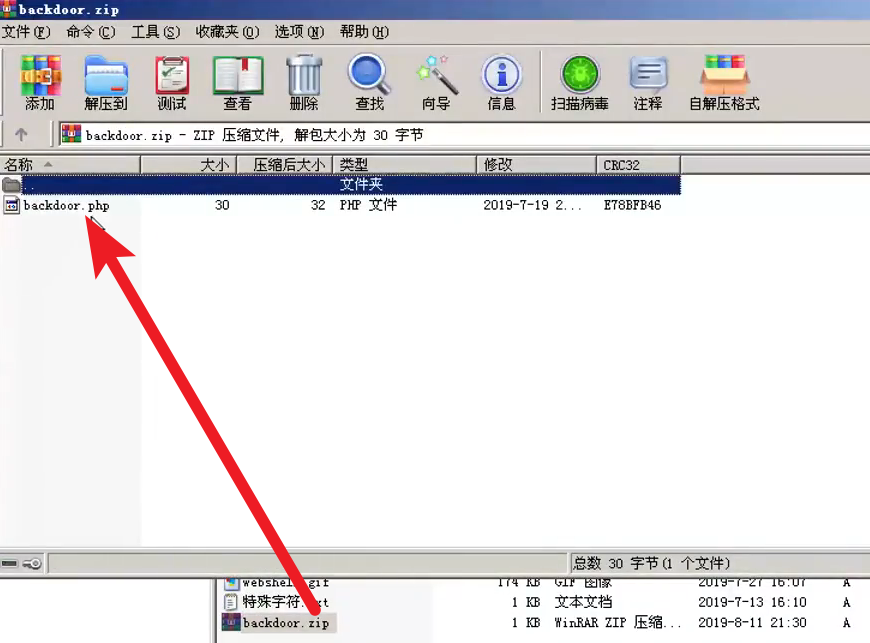 backdoor.zip
文件(F) 命令(C) 工具(S) 收藏夹(O) 选项(N) 帮助(H)
添加 解压到 测试 查看 删除 查找 向导 信息 扫描病毒 注释 自解压格式
backdoor.zip - ZIP 压缩文件, 解包大小为 30 字节
名称 大小 压缩后大小 类型 修改 CRC32
.. 文件夹
backdoor.php 30 32 PHP 文件 2019-7-19 2... E78BFB46
总数 30 字节(1 个文件)
webshell.gif 174 KB GIF 图像 2019-7-27 16:07 A
特殊字符.txt 1 KB 文本文档 2019-7-13 16:10 A
backdoor.zip 1 KB WinRAR ZIP 压缩... 2019-8-11 21:30 A